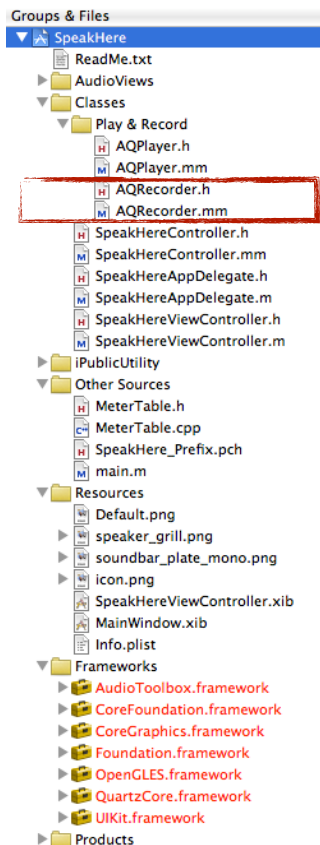 Groups & Files
SpeakHere
ReadMe.txt
AudioViews
Classes
Play & Record
AQPlayer.h
AQPlayer.mm
AQRecorder.h
AQRecorder.mm
SpeakHereController.h
SpeakHereController.mm
SpeakHereAppDelegate.h
SpeakHereAppDelegate.m
SpeakHereViewController.h
SpeakHereViewController.m
iPublicUtility
Other Sources
MeterTable.h
MeterTable.cpp
SpeakHere_Prefix.pch
main.m
Resources
Default.png
speaker_grill.png
soundbar_plate_mono.png
icon.png
SpeakHereViewController.xib
MainWindow.xib
Info.plist
Frameworks
AudioToolbox.framework
CoreFoundation.framework
CoreGraphics.framework
Foundation.framework
OpenGLES.framework
QuartzCore.framework
UIKit.framework
Products